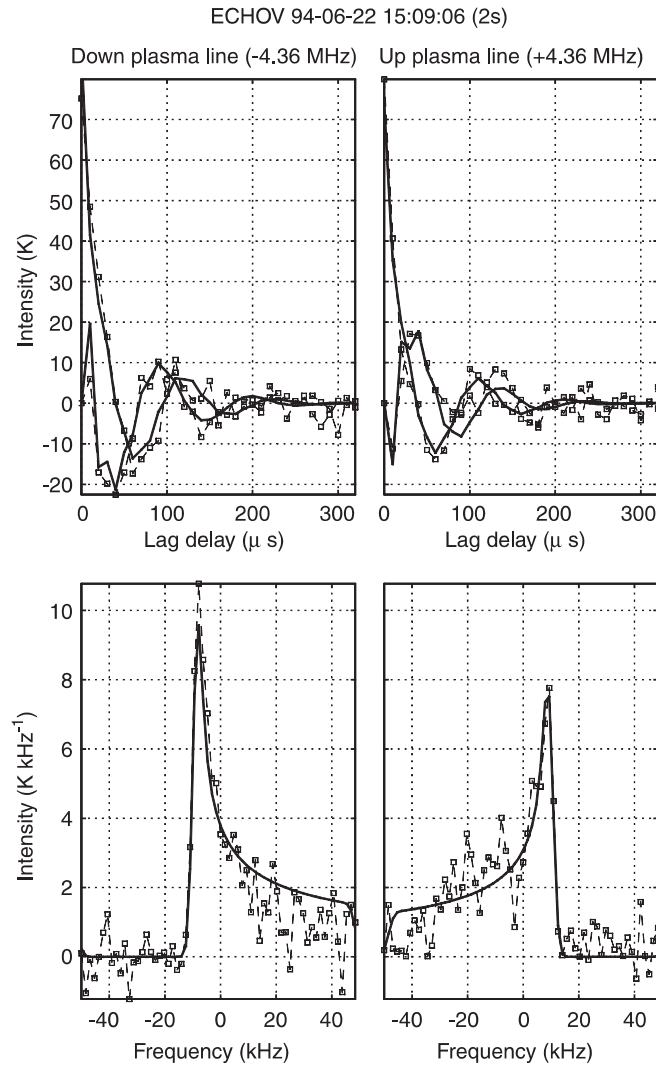 ECHOV 94-06-22 15:09:06 (2s)
Down plasma line (-4.36 MHz)
Up plasma line (+4.36 MHz)
Intensity (K)
70
60
50
40
30
20
10
0
-10
-20
0 100 200 300
Lag delay (μ s)
0 100 200 300
Lag delay (μ s)
Intensity (K kHz-1)
10
8
6
4
2
0
-40 -20 0 20 40
Frequency (kHz)
-40 -20 0 20 40
Frequency (kHz)